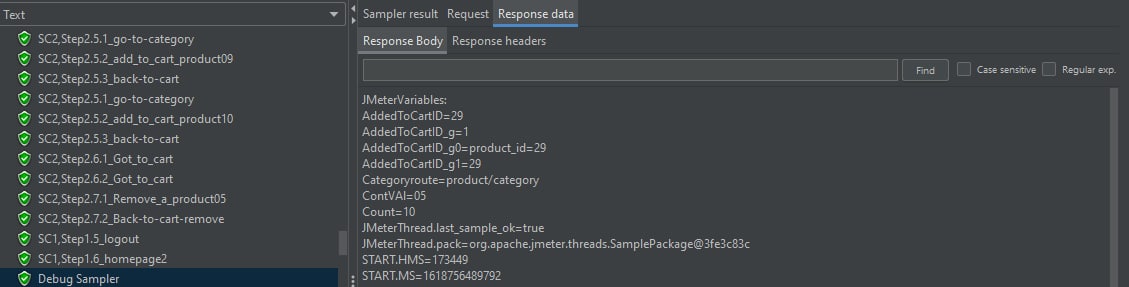 Text
SC2,Step2.5.1_go-to-category
SC2,Step2.5.2_add_to_cart_product09
SC2,Step2.5.3_back-to-cart
SC2,Step2.5.1_go-to-category
SC2,Step2.5.2_add_to_cart_product10
SC2,Step2.5.3_back-to-cart
SC2,Step2.6.1_Got_to_cart
SC2,Step2.6.2_Got_to_cart
SC2,Step2.7.1_Remove_a_product05
SC2,Step2.7.2_Back-to-cart-remove
SC1,Step1.5_logout
SC1,Step1.6_homepage2
Debug Sampler
Sampler result Request Response data
Response Body Response headers
Find Case sensitive Regular exp.
JMeterVariables:
AddedToCartID=29
AddedToCartID_g=1
AddedToCartID_g0=product_id=29
AddedToCartID_g1=29
Categoryroute=product/category
ContVAl=05
Count=10
JMeterThread.last_sample_ok=true
JMeterThread.pack=org.apache.jmeter.threads.SamplePackage@3fe3c83c
START.HMS=173449
START.MS=1618756489792